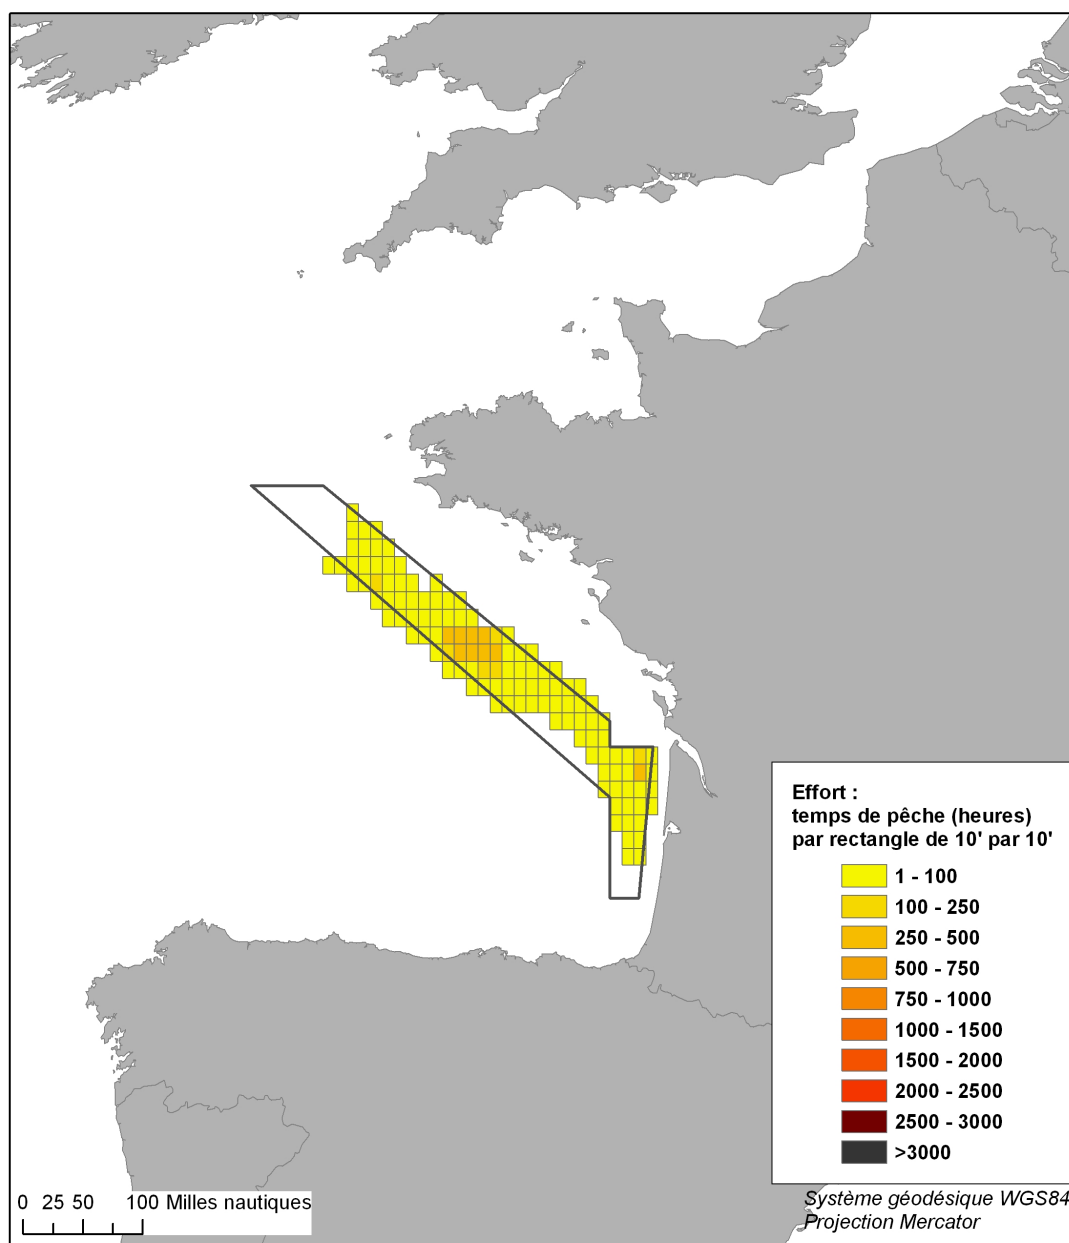 Effort :
temps de pêche (heures)
par rectangle de 10' par 10'
1 - 100
100 - 250
250 - 500
500 - 750
750 - 1000
1000 - 1500
1500 - 2000
2000 - 2500
2500 - 3000
>3000
0 25 50 100 Milles nautiques
Système géodésique WGS84
Projection Mercator